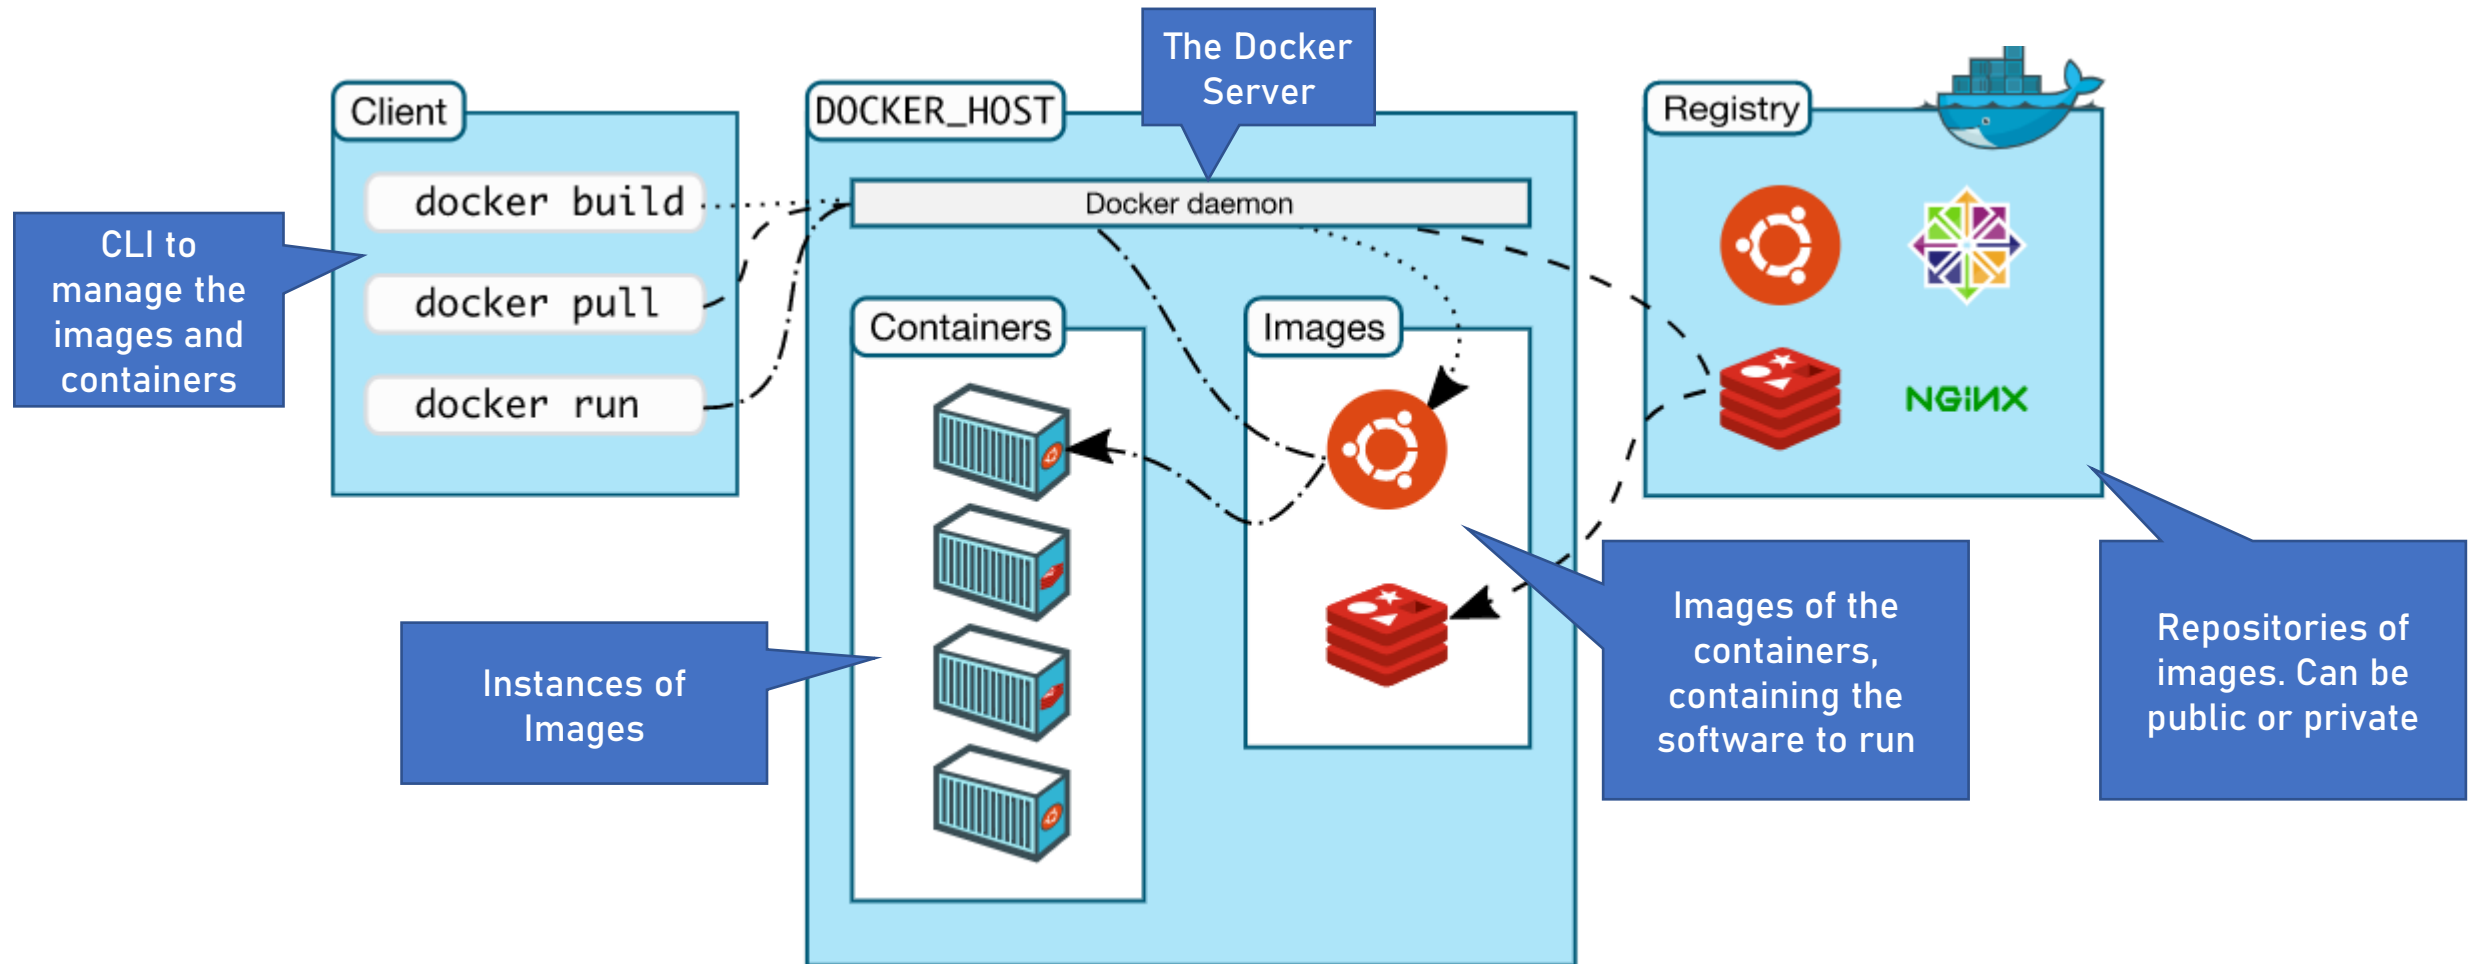 The Docker
Server
Client
DOCKER_HOST
Registry
docker build
docker pull
docker run
Docker daemon
CLI to
manage the
images and
containers
Containers
Images
NGiNX
Instances of
Images
Images of the
containers,
containing the
software to run
Repositories of
images. Can be
public or private